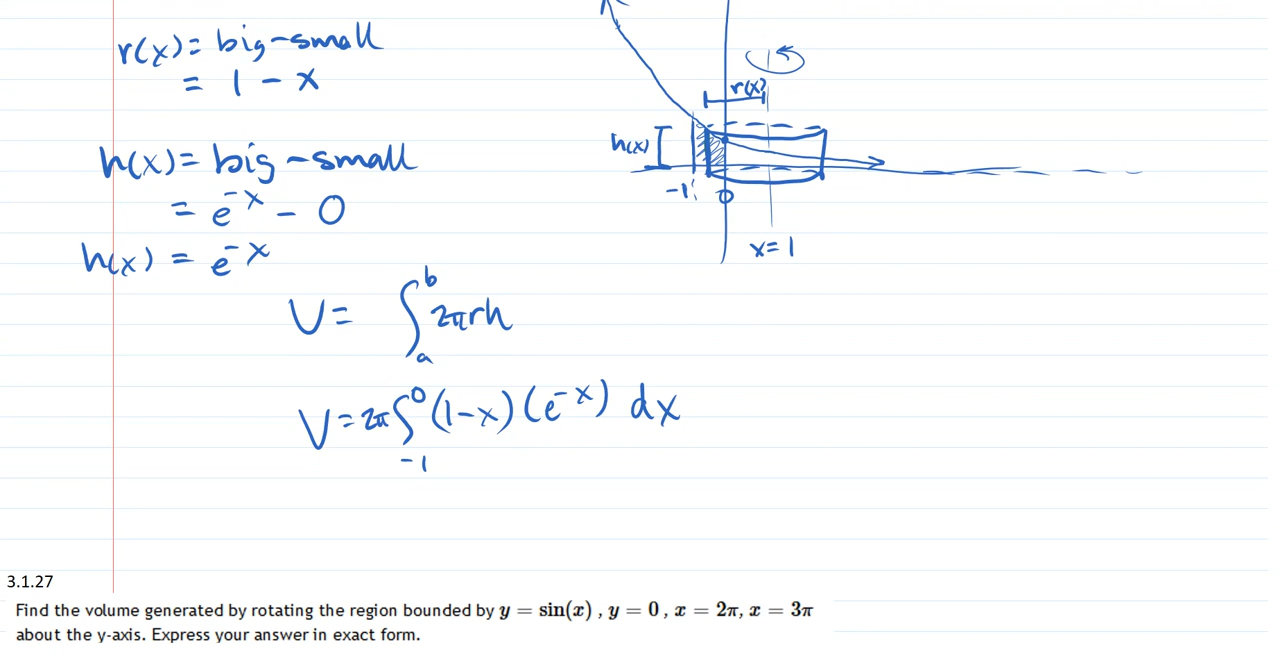 r(x) = big - small
= 1 - x
r(x)
h(x)
-1
0
x = 1
h(x) = big - small
= e^-x - 0
h(x) = e^-x
V = ∫_a^b 2πrh
V = 2π ∫_-1^0 (1-x)(e^-x) dx
3.1.27
Find the volume generated by rotating the region bounded by y = sin(x) , y = 0 , x = 2π, x = 3π
about the y-axis. Express your answer in exact form.